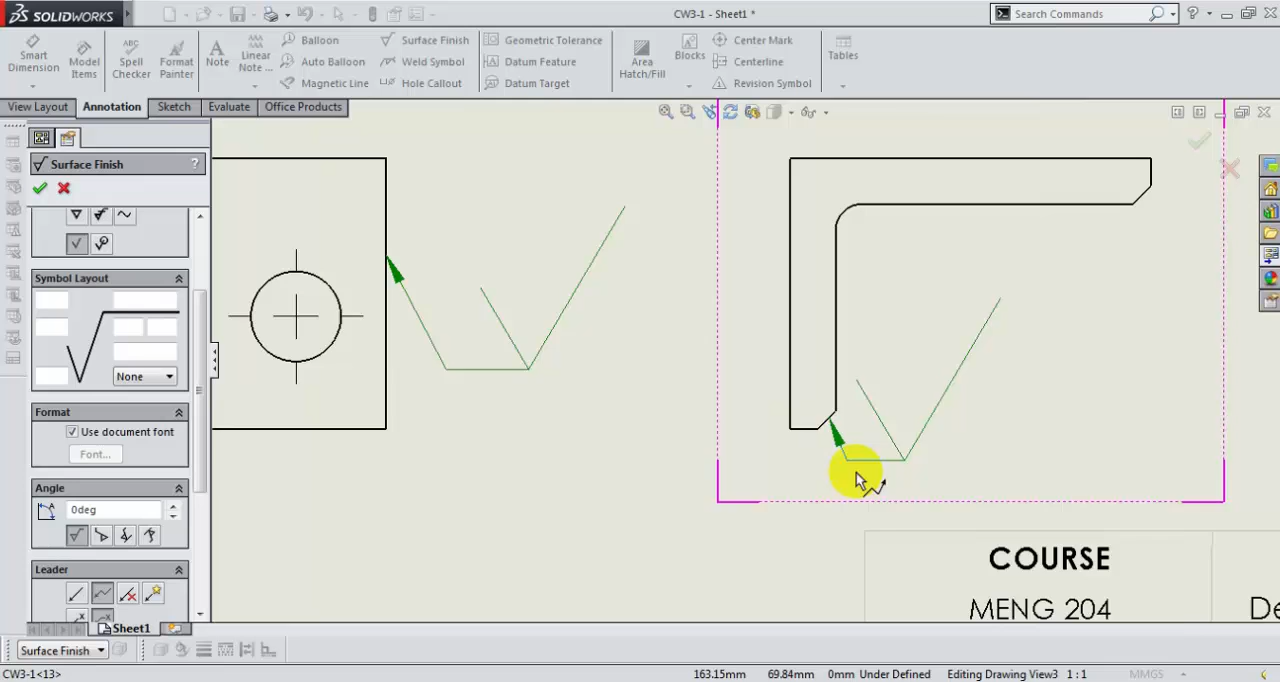 SOLIDWORKS
CW3-1 - Sheet1 *
Search Commands
?
Smart
Dimension
Model
Items
ABC
Spell
Checker
Format
Painter
A
Note
Linear
Note ...
Balloon
Auto Balloon
Magnetic Line
Surface Finish
Weld Symbol
Hole Callout
Geometric Tolerance
Datum Feature
Datum Target
Area
Hatch/Fill
Blocks
Center Mark
Centerline
Revision Symbol
Tables
View Layout
Annotation
Sketch
Evaluate
Office Products
Surface Finish
?
Symbol Layout
None
Format
Use document font
Font...
Angle
0deg
Leader
COURSE
MENG 204
De
Sheet1
Surface Finish
CW3-1<13>
163.15mm
69.84mm
0mm
Under Defined
Editing Drawing View3
1 : 1
MMGS